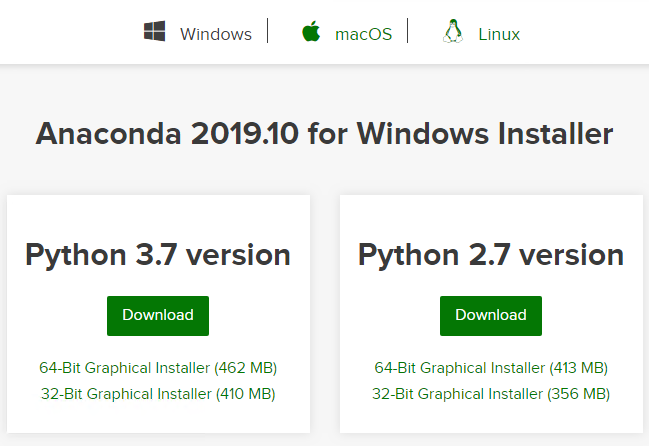 Windows
macOS
Linux
Anaconda 2019.10 for Windows Installer
Python 3.7 version
Download
64-Bit Graphical Installer (462 MB)
32-Bit Graphical Installer (410 MB)
Python 2.7 version
Download
64-Bit Graphical Installer (413 MB)
32-Bit Graphical Installer (356 MB)